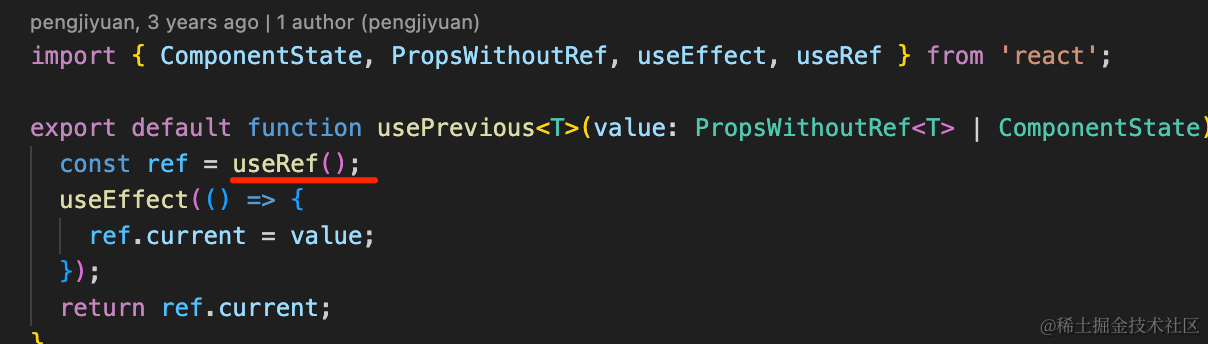 pengjiyuan, 3 years ago | 1 author (pengjiyuan)
import { ComponentState, PropsWithoutRef, useEffect, useRef } from 'react';
export default function usePrevious<T>(value: PropsWithoutRef<T> | ComponentState)
const ref = useRef();
useEffect(() => {
ref.current = value;
});
return ref.current;
}
@稀土掘金技术社区